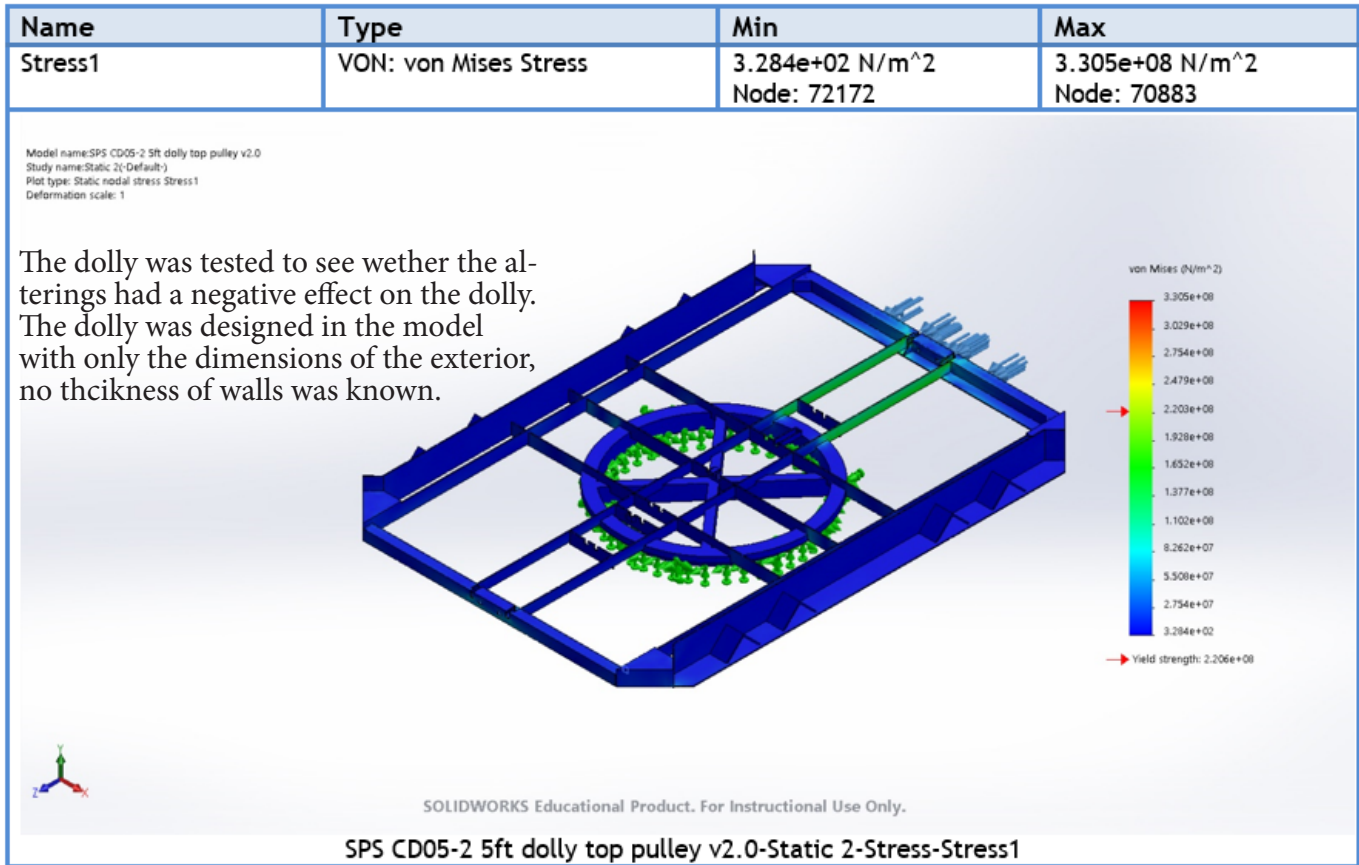 Name Type Min Max
Stress1 VON: von Mises Stress 3.284e+02 N/m^2 3.305e+08 N/m^2
Node: 72172 Node: 70883
Model name:SPS CD05-2 5ft dolly top pulley v2.0
Study name:Static 2(-Default-)
Plot type: Static nodal stress Stress1
Deformation scale: 1
The dolly was tested to see wether the al-
terings had a negative effect on the dolly.
The dolly was designed in the model
with only the dimensions of the exterior,
no thcikness of walls was known.
von Mises (N/m^2)
3.305e+08
3.029e+08
2.754e+08
2.479e+08
2.203e+08
1.928e+08
1.652e+08
1.377e+08
1.102e+08
8.262e+07
5.508e+07
2.754e+07
3.284e+02
Yield strength: 2.206e+08
Y
Z X
SOLIDWORKS Educational Product. For Instructional Use Only.
SPS CD05-2 5ft dolly top pulley v2.0-Static 2-Stress-Stress1